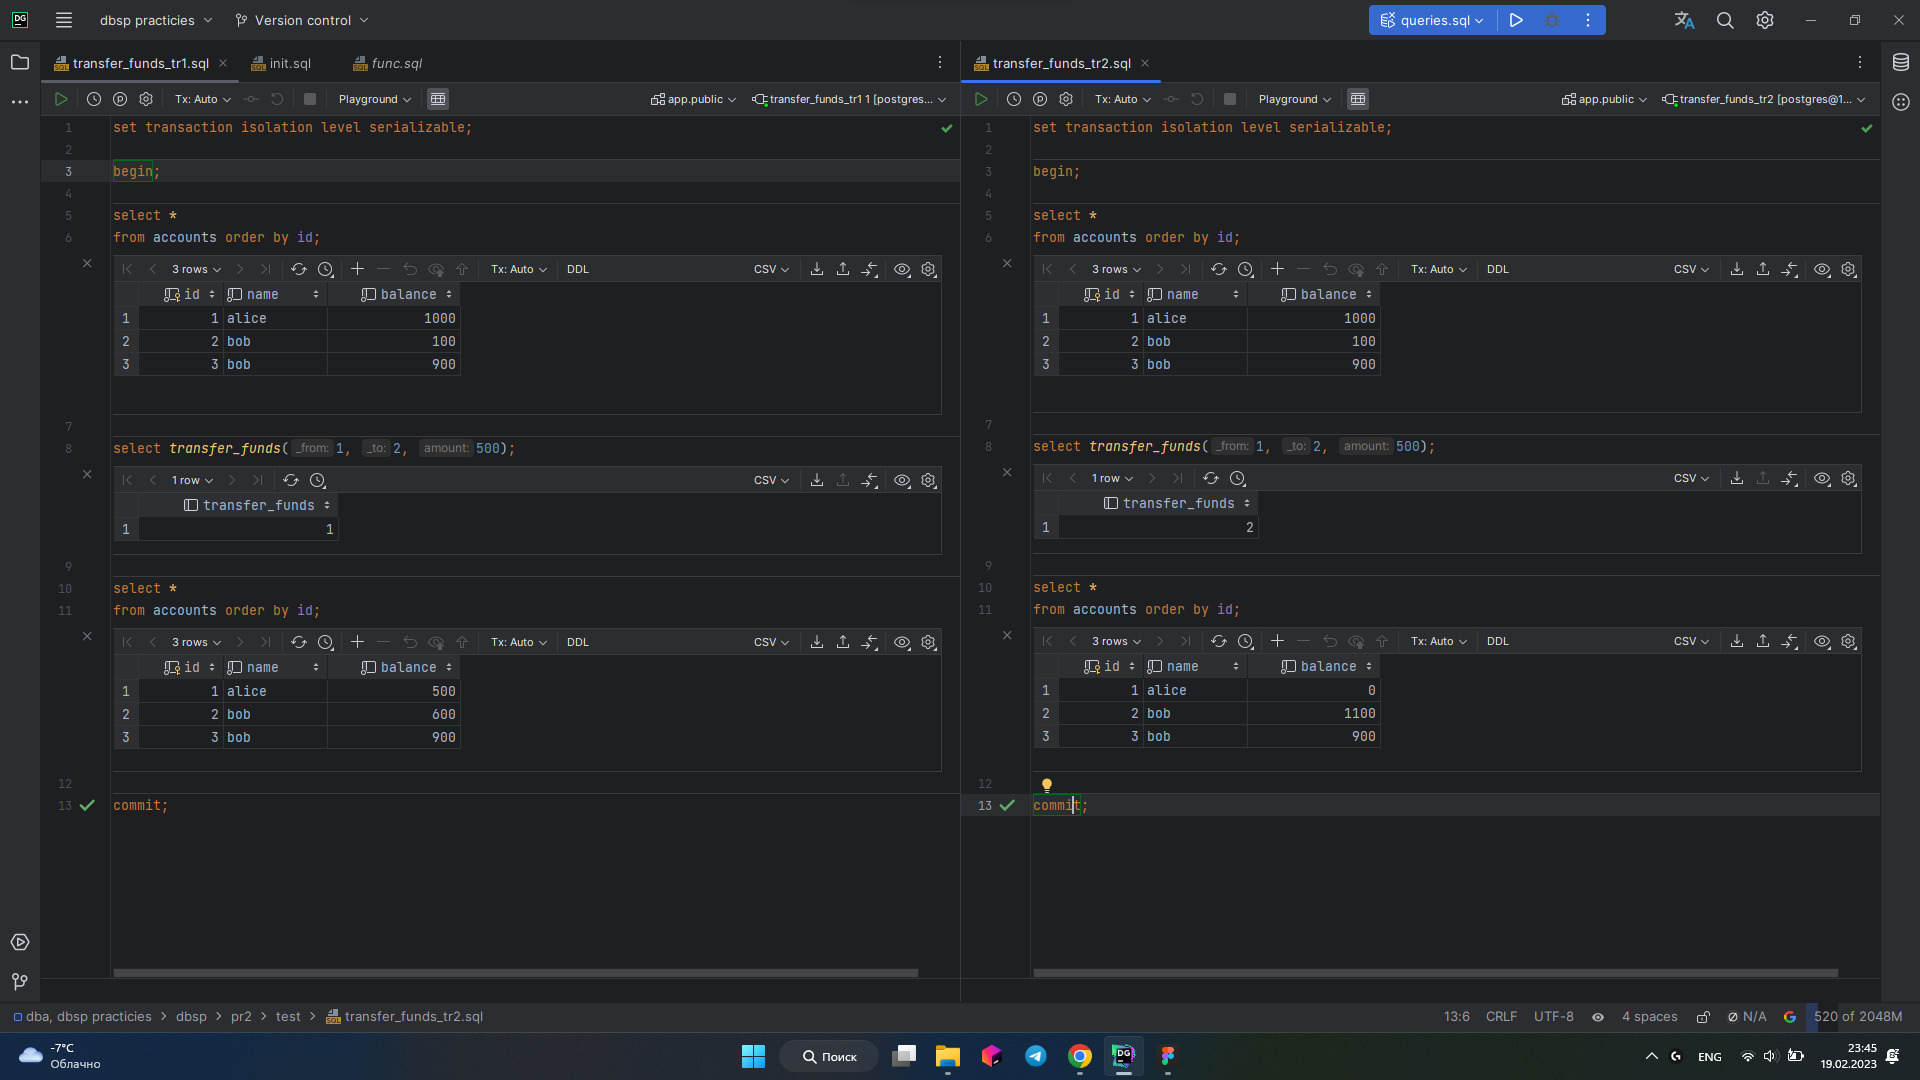 DG dbsp practicies Version control queries.sql
transfer_funds_tr1.sql init.sql func.sql
Tx: Auto Playground app.public transfer_funds_tr1 1 [postgres...
1 set transaction isolation level serializable;
2
3 begin;
4
5 select *
6 from accounts order by id;
3 rows Tx: Auto DDL CSV
id name balance
1 1 alice 1000
2 2 bob 100
3 3 bob 900
7
8 select transfer_funds( _from: 1, _to: 2, amount: 500);
1 row CSV
transfer_funds
1 1
9
10 select *
11 from accounts order by id;
3 rows Tx: Auto DDL CSV
id name balance
1 1 alice 500
2 2 bob 600
3 3 bob 900
12
13 commit;
transfer_funds_tr2.sql
Tx: Auto Playground app.public transfer_funds_tr2 [postgres@1...
1 set transaction isolation level serializable;
2
3 begin;
4
5 select *
6 from accounts order by id;
3 rows Tx: Auto DDL CSV
id name balance
1 1 alice 1000
2 2 bob 100
3 3 bob 900
7
8 select transfer_funds( _from: 1, _to: 2, amount: 500);
1 row CSV
transfer_funds
1 2
9
10 select *
11 from accounts order by id;
3 rows Tx: Auto DDL CSV
id name balance
1 1 alice 0
2 2 bob 1100
3 3 bob 900
12
13 commit;
dba, dbsp practicies > dbsp > pr2 > test > transfer_funds_tr2.sql 13:6 CRLF UTF-8 4 spaces N/A 520 of 2048M
-7°C
Облачно
Поиск
DG
ENG
23:45
19.02.2023